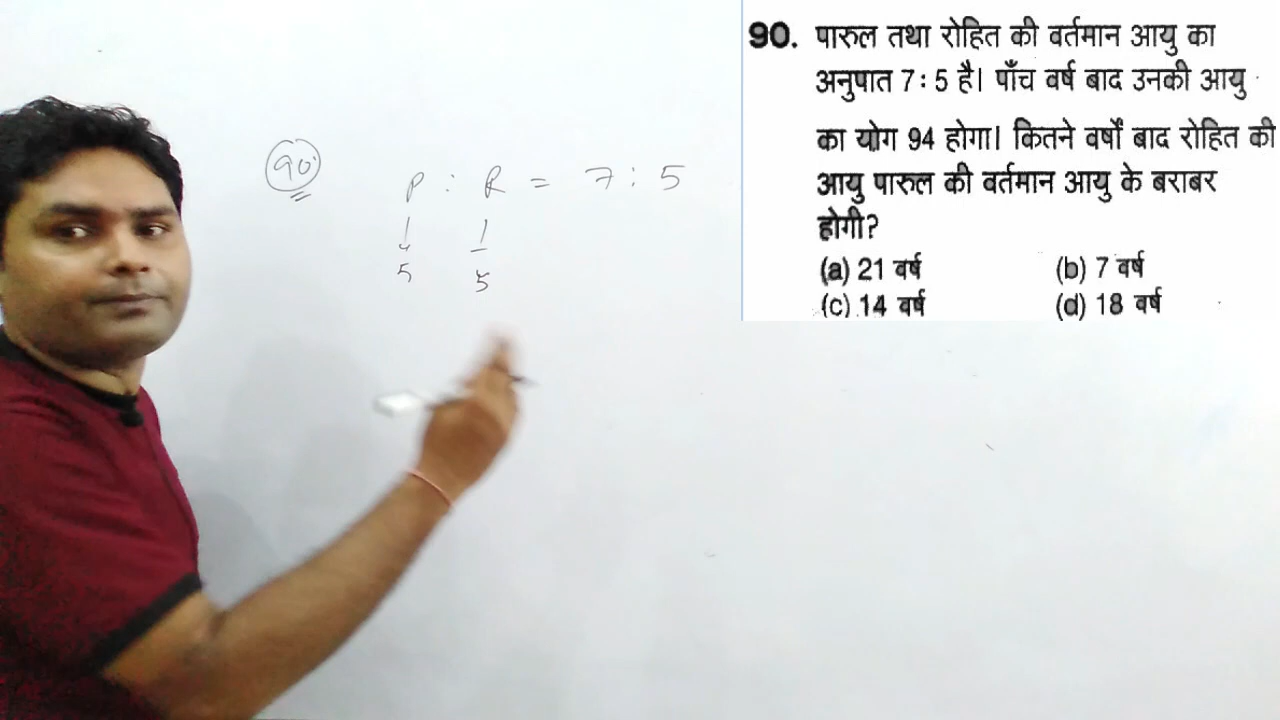 90. पारुल तथा रोहित की वर्तमान आयु का
अनुपात 7 : 5 है। पाँच वर्ष बाद उनकी आयु
का योग 94 होगा। कितने वर्षों बाद रोहित की
आयु पारुल की वर्तमान आयु के बराबर
होगी?
(a) 21 वर्ष (b) 7 वर्ष
(c) 14 वर्ष (d) 18 वर्ष
90
P : R = 7 : 5
5 5